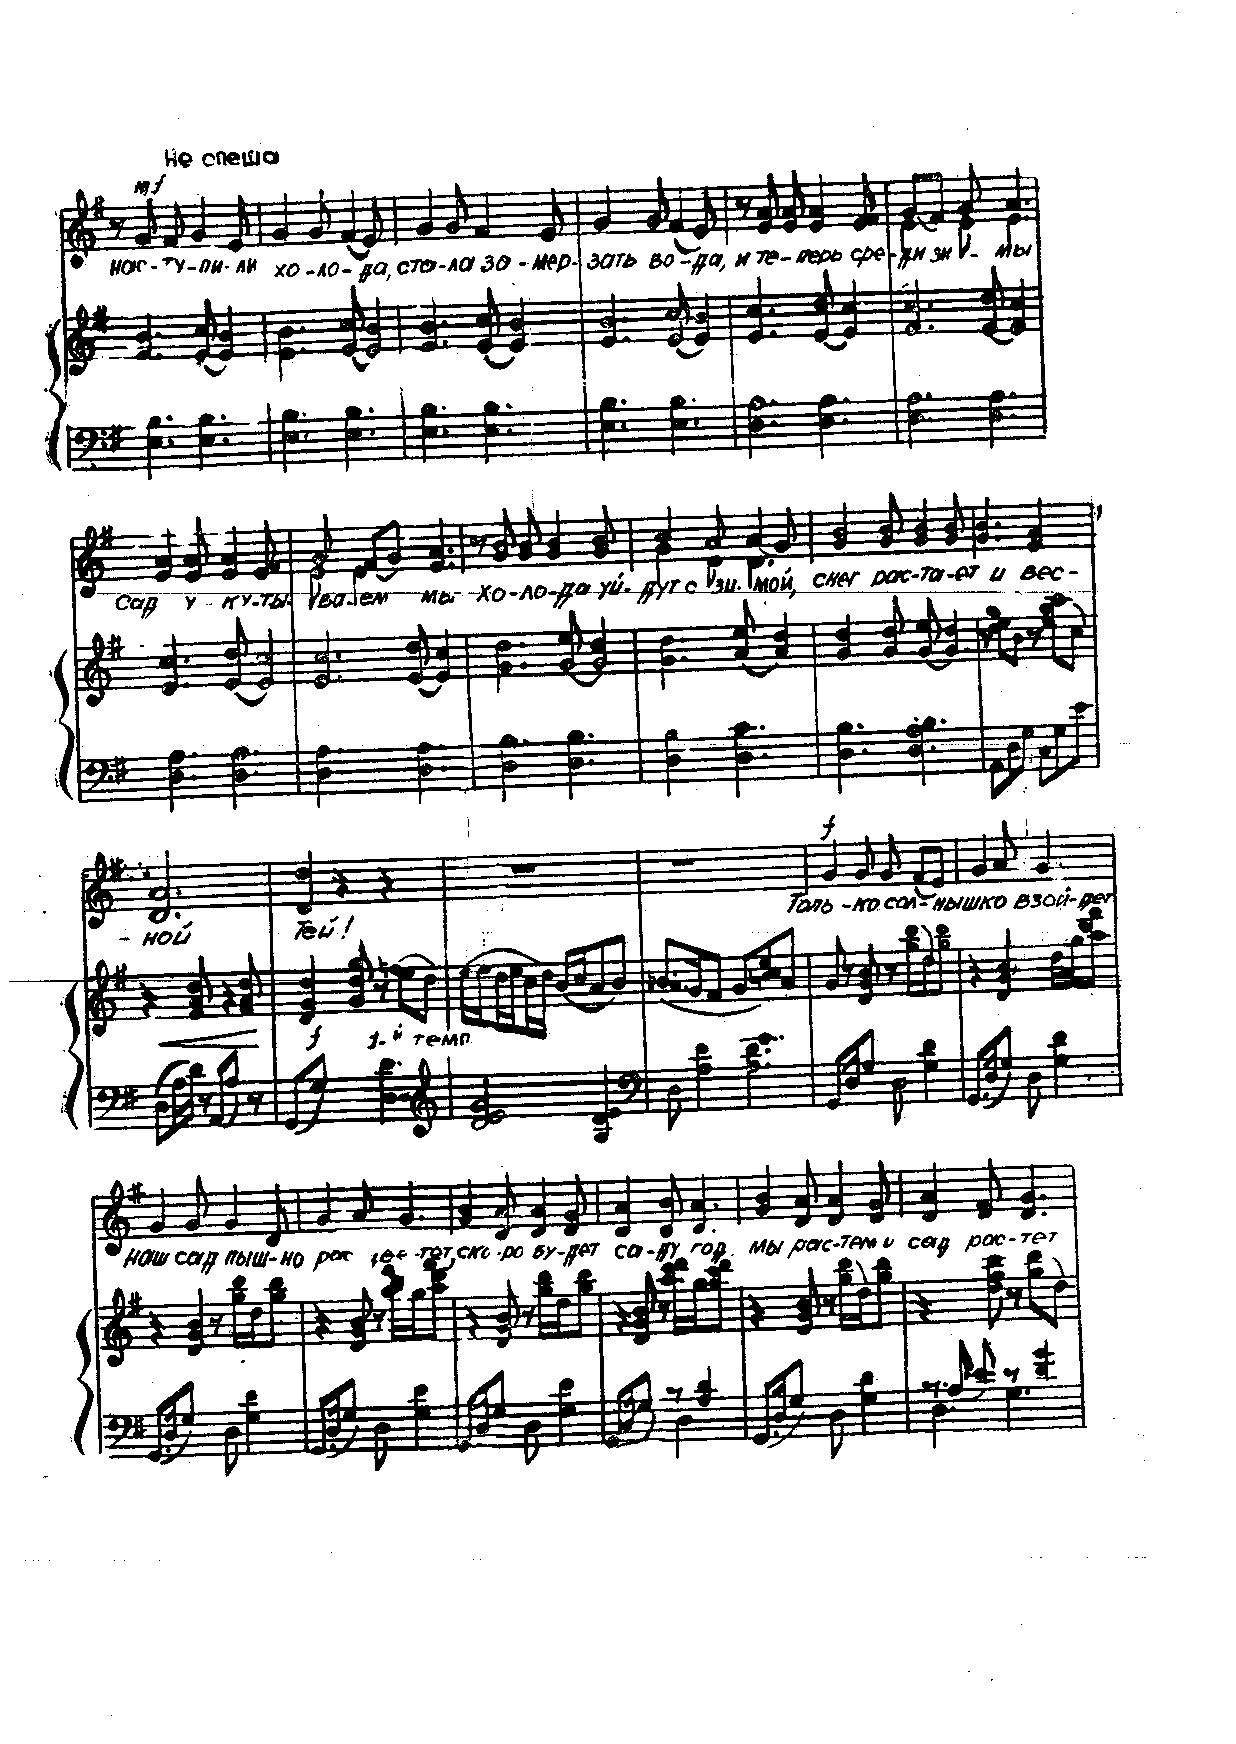 Не спеша
mf
нас-ту-пи-ли хо-ло-да, ста-ла за-мер-зать во-да, и те-перь сре-ди зи-мы
f
сад у-ку-ты-ва-ем мы хо-ло-да уй-дут с зи-мой, снег рас-та-ет и вес-
f
Толь-ко сол-нышко взой-дет
-ной Гей!
f 1-й темп
наш сад пыш-но рас-цве-тет, ско-ро бу-дет са-ду год. мы рас-тем и сад рас-тет